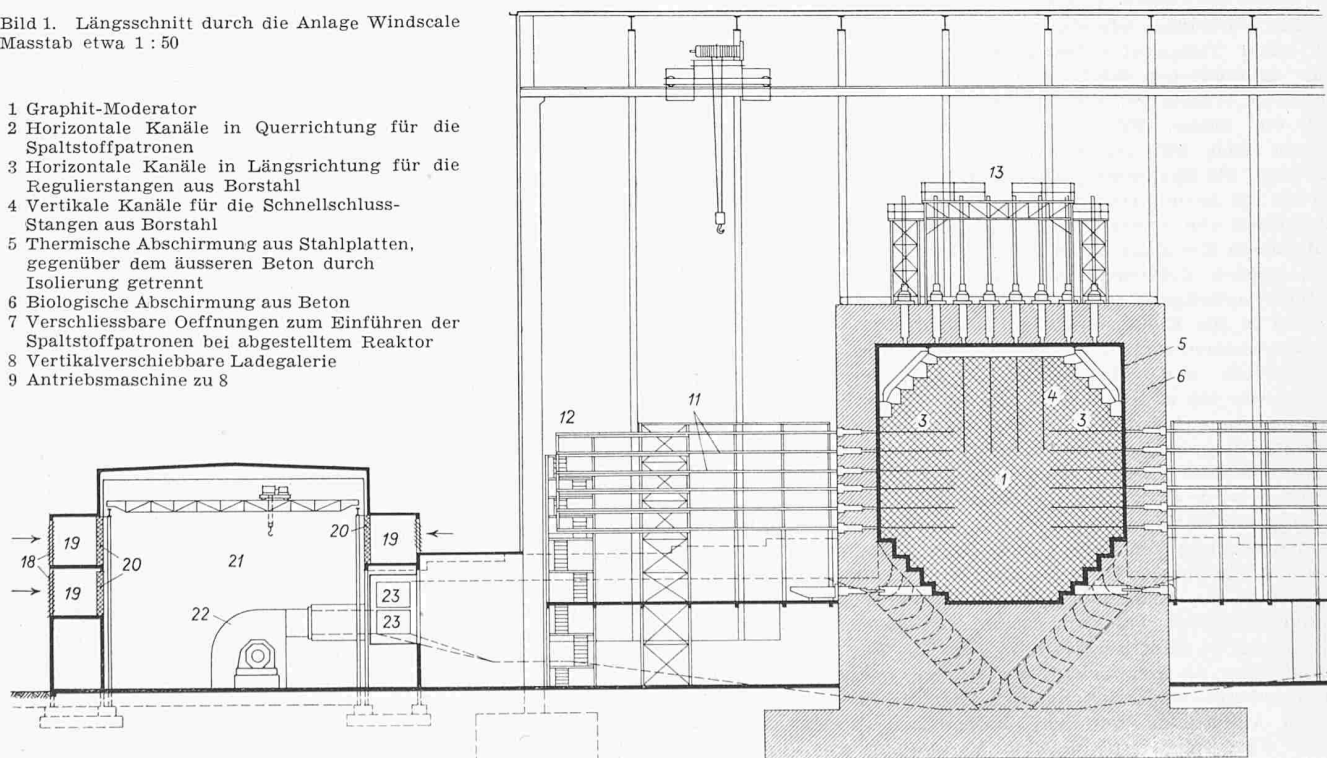 Bild 1. Längsschnitt durch die Anlage Windscale
Masstab etwa 1 : 50
1 Graphit-Moderator
2 Horizontale Kanäle in Querrichtung für die
Spaltstoffpatronen
3 Horizontale Kanäle in Längsrichtung für die
Regulierstangen aus Borstahl
4 Vertikale Kanäle für die Schnellschluss-
Stangen aus Borstahl
5 Thermische Abschirmung aus Stahlplatten,
gegenüber dem äusseren Beton durch
Isolierung getrennt
6 Biologische Abschirmung aus Beton
7 Verschliessbare Oeffnungen zum Einführen der
Spaltstoffpatronen bei abgestelltem Reaktor
8 Vertikalverschiebbare Ladegalerie
9 Antriebsmaschine zu 8
13
5
6
4
3
3
11
12
1
20
19
20
18
19
20
21
19
22
23
23